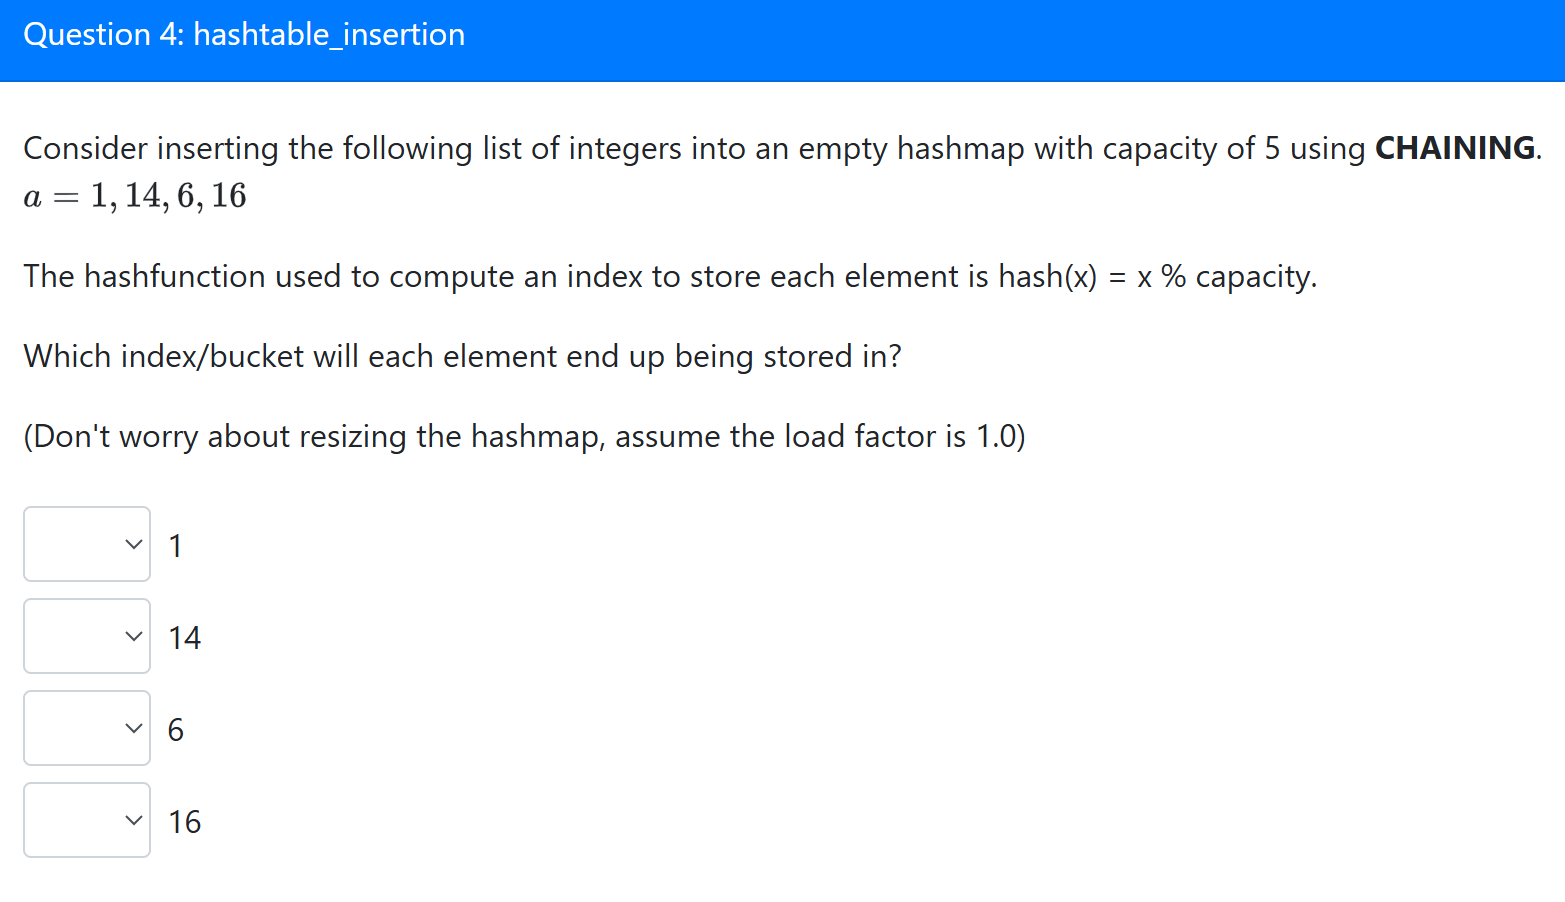 Question 4: hashtable_insertion
Consider inserting the following list of integers into an empty hashmap with capacity of 5 using CHAINING.
a = 1, 14, 6, 16
The hashfunction used to compute an index to store each element is hash(x) = x % capacity.
Which index/bucket will each element end up being stored in?
(Don't worry about resizing the hashmap, assume the load factor is 1.0)
1
14
6
16